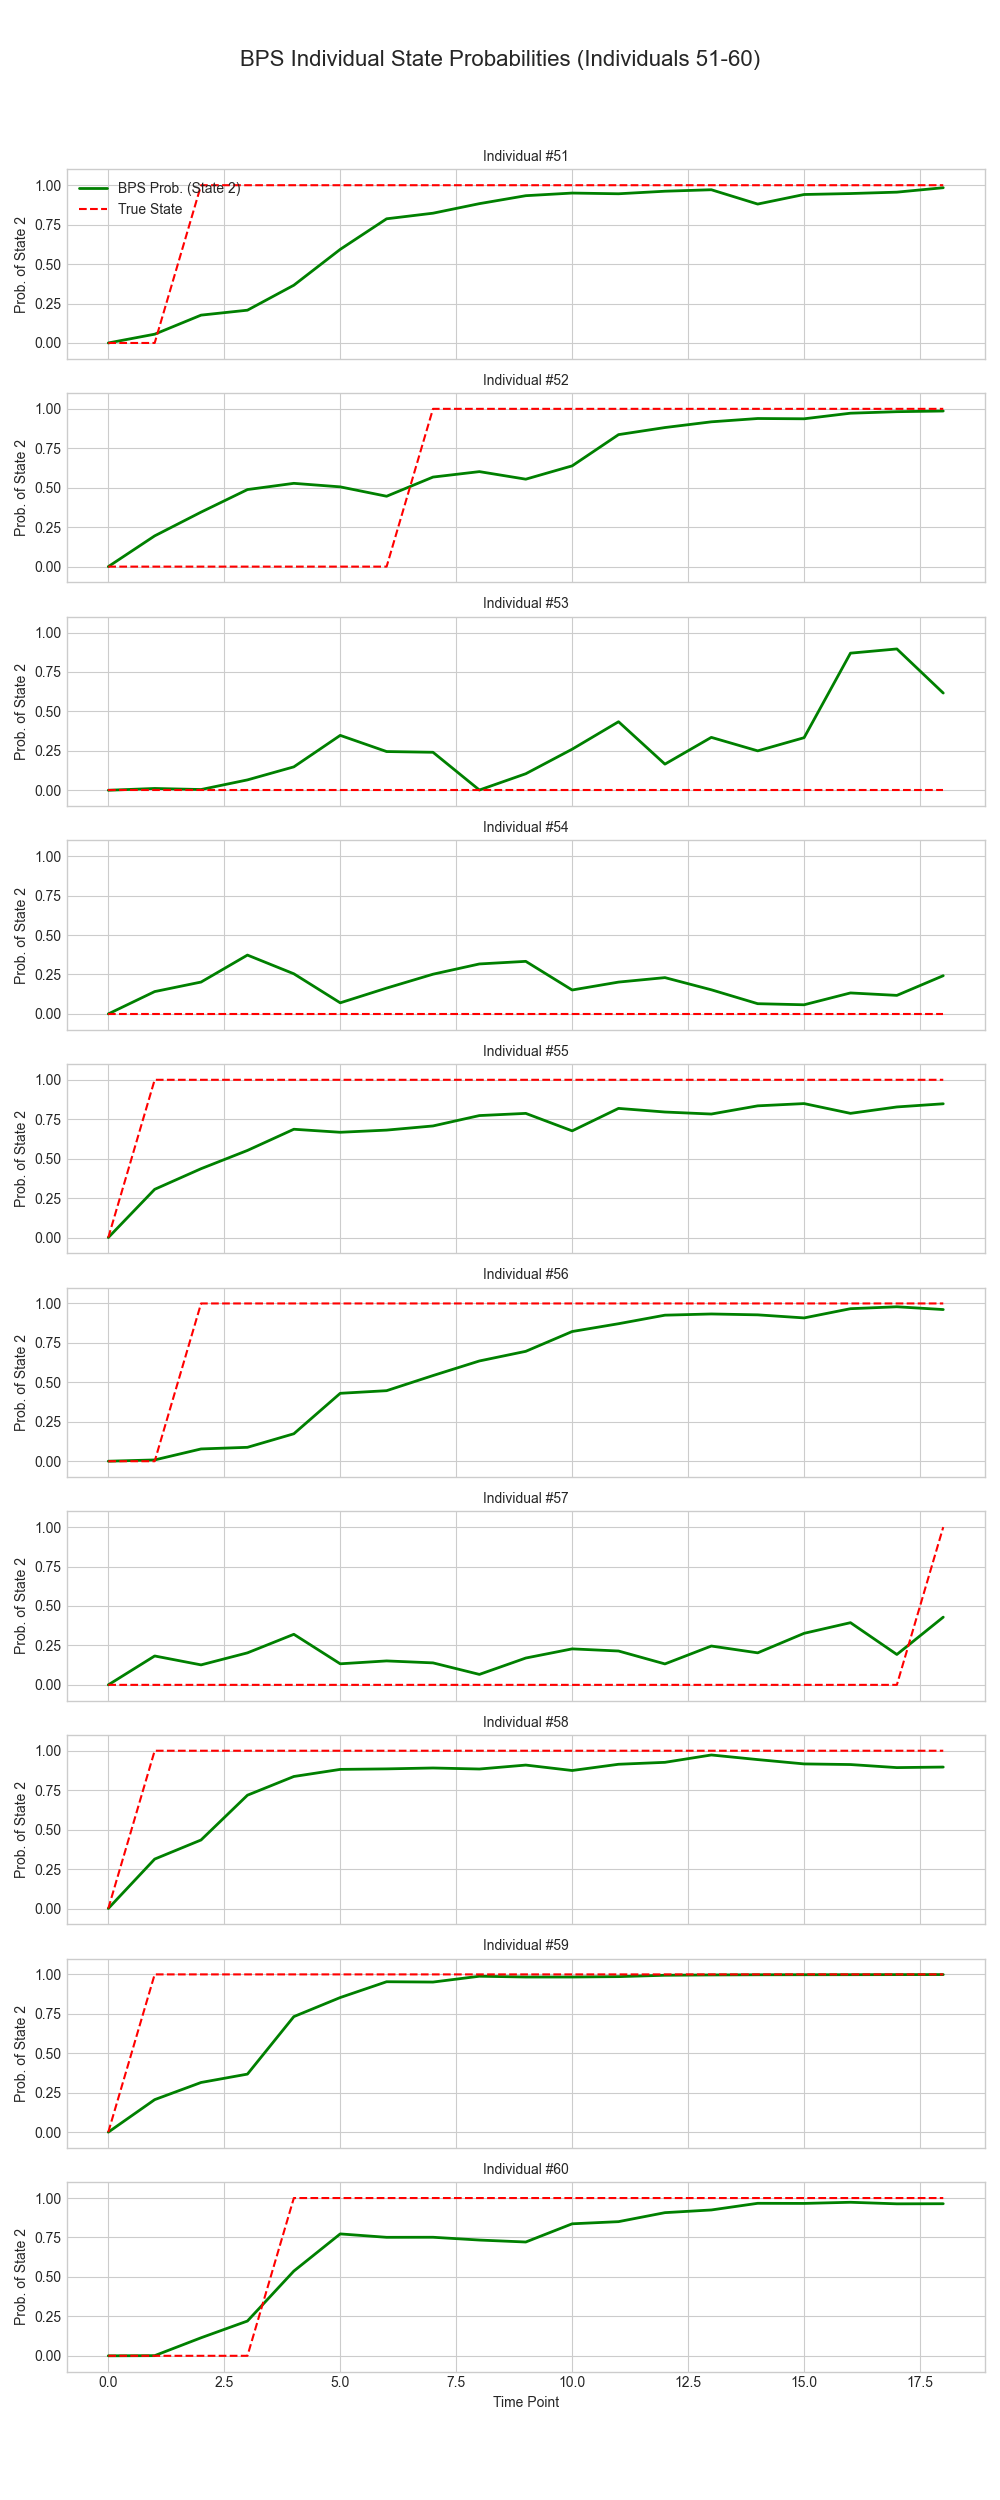 BPS Individual State Probabilities (Individuals 51-60)
Individual #51
BPS Prob. (State 2)
True State
1.00
0.75
0.50
0.25
0.00
Prob. of State 2
Individual #52
1.00
0.75
0.50
0.25
0.00
Prob. of State 2
Individual #53
1.00
0.75
0.50
0.25
0.00
Prob. of State 2
Individual #54
1.00
0.75
0.50
0.25
0.00
Prob. of State 2
Individual #55
1.00
0.75
0.50
0.25
0.00
Prob. of State 2
Individual #56
1.00
0.75
0.50
0.25
0.00
Prob. of State 2
Individual #57
1.00
0.75
0.50
0.25
0.00
Prob. of State 2
Individual #58
1.00
0.75
0.50
0.25
0.00
Prob. of State 2
Individual #59
1.00
0.75
0.50
0.25
0.00
Prob. of State 2
Individual #60
1.00
0.75
0.50
0.25
0.00
Prob. of State 2
0.0 2.5 5.0 7.5 10.0 12.5 15.0 17.5
Time Point